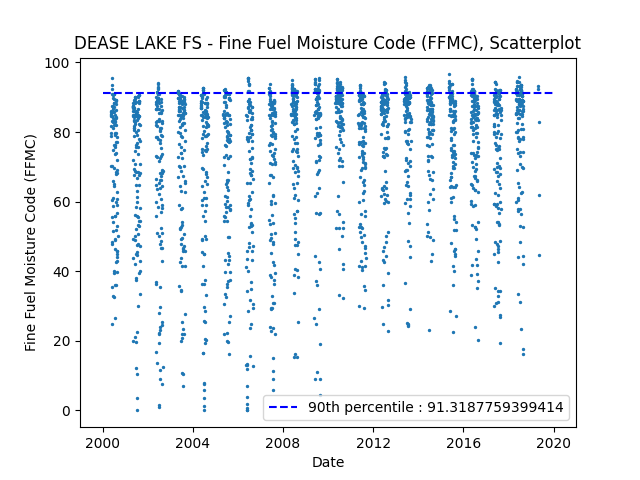 DEASE LAKE FS - Fine Fuel Moisture Code (FFMC), Scatterplot
Fine Fuel Moisture Code (FFMC)
100
80
60
40
20
0
90th percentile : 91.3187759399414
2000 2004 2008 2012 2016 2020
Date